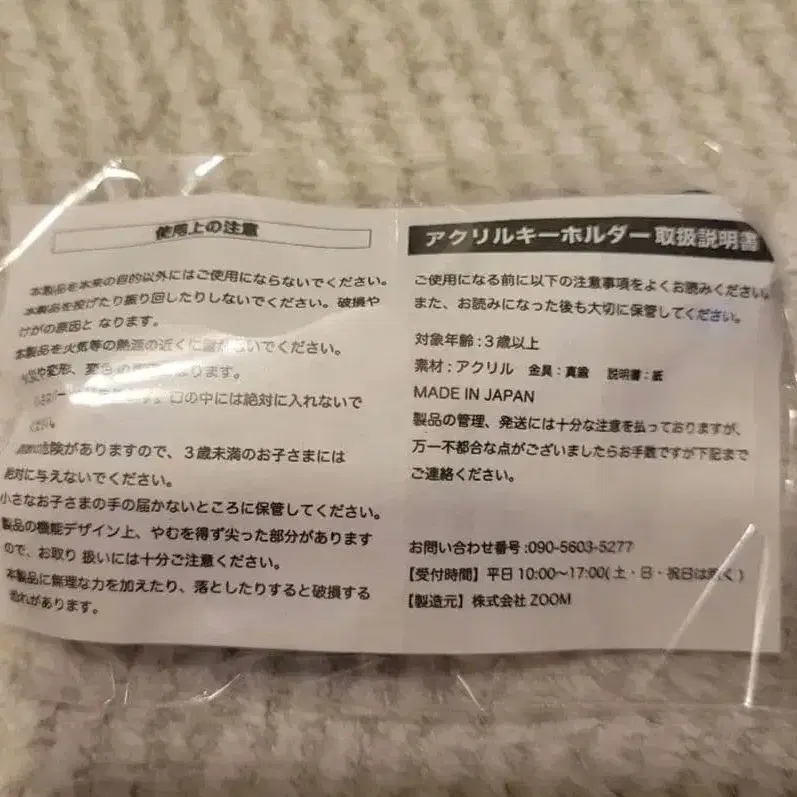 使用上の注意
本製品を本来の目的以外にはご使用にならないでください。
本製品を投げたり振り回したりしないでください。破損や
けがの原因と なります。
本製品を火気等の熱源の近くに ないでください。
や変形、変色 の ります。
口の中には絶対に入れないで
ください。
危険がありますので、３歳未満のお子さまには
絶対に与えないでください。
小さなお子さまの手の届かないところに保管してください。
製品の機能デザイン上、やむを得ず尖った部分があります
ので、お取り 扱いには十分ご注意ください。
本製品に無理な力を加えたり、落としたりすると破損する
恐れがあります。
アクリルキーホルダー取扱説明書
ご使用になる前に以下の注意事項をよくお読みください。
また、お読みになった後も大切に保管してください。
対象年齢:３歳以上
素材:アクリル 金具:真鍮 説明書:紙
MADE IN JAPAN
製品の管理、発送には十分な注意を払っておりますが、
万一不都合な点がございましたらお手数ですが下記まで
ご連絡ください。
お問い合わせ番号:090-5603-5277
【受付時間】平日 10:00〜17:00(土・日・祝日は除く)
【製造元】株式会社 ZOOM